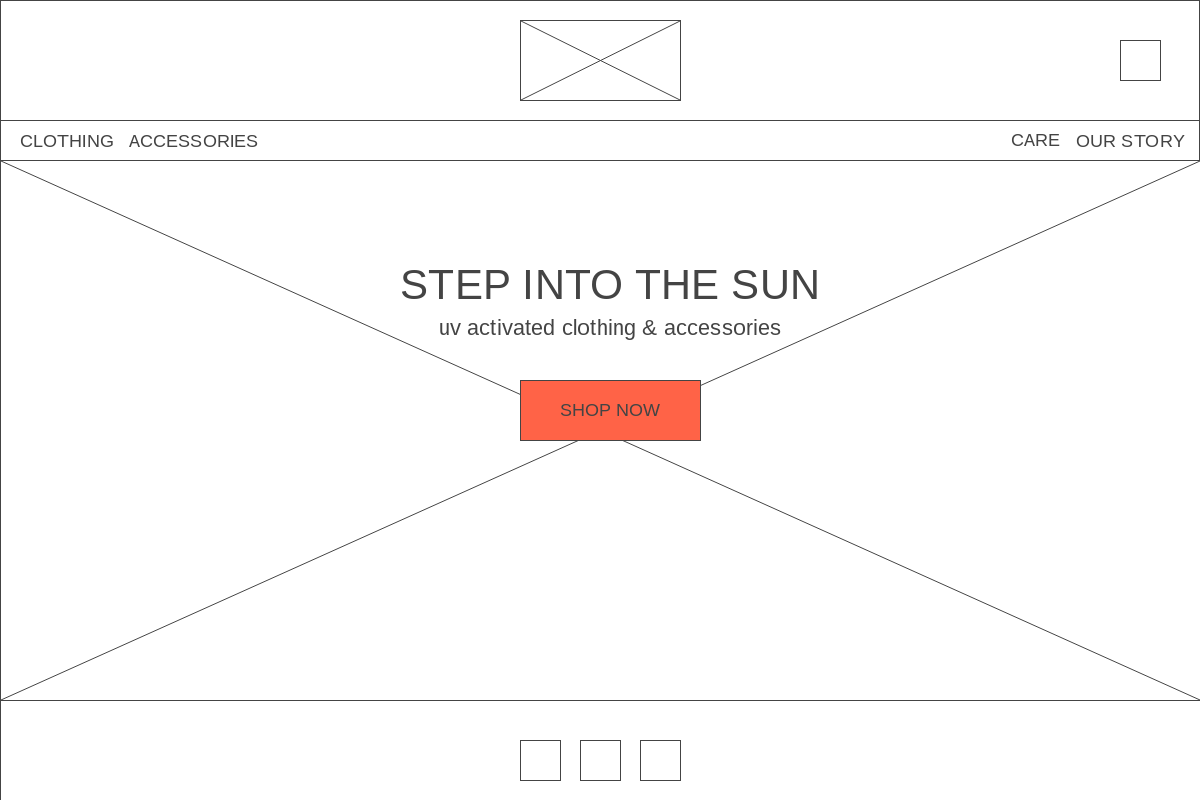 CLOTHING ACCESSORIES CARE OUR STORY
STEP INTO THE SUN
uv activated clothing & accessories
SHOP NOW